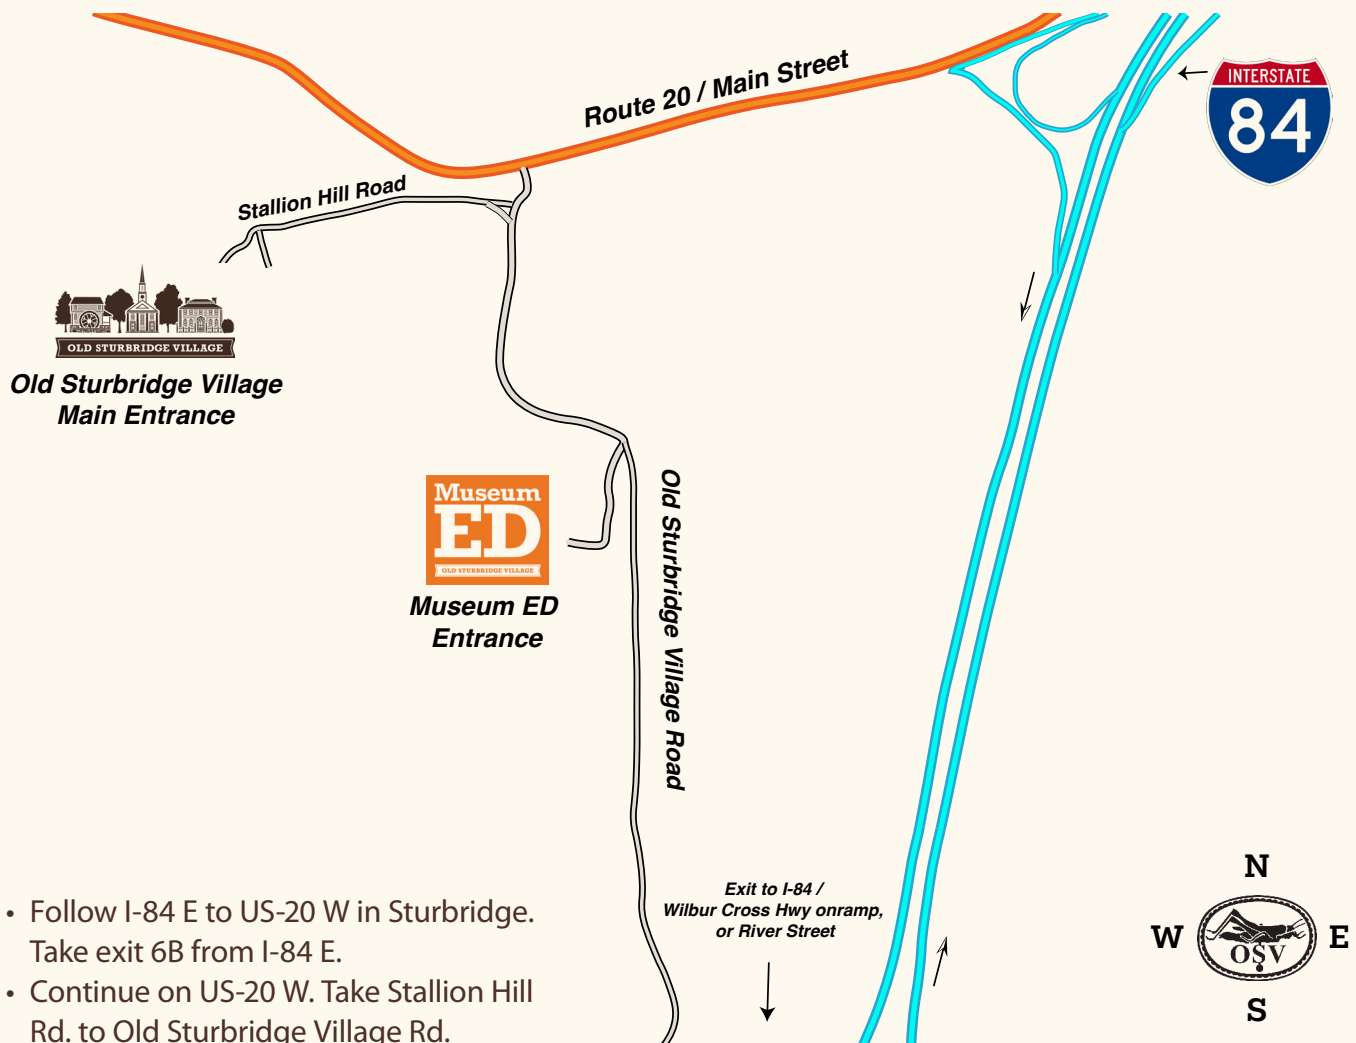 Route 20 / Main Street
INTERSTATE
84
Stallion Hill Road
OLD STURBRIDGE VILLAGE
Old Sturbridge Village
Main Entrance
Museum
ED
OLD STURBRIDGE VILLAGE
Museum ED
Entrance
Old Sturbridge Village Road
Exit to I-84 /
Wilbur Cross Hwy onramp,
or River Street
N
W
E
OSV
S
• Follow I-84 E to US-20 W in Sturbridge.
Take exit 6B from I-84 E.
• Continue on US-20 W. Take Stallion Hill
Rd. to Old Sturbridge Village Rd.